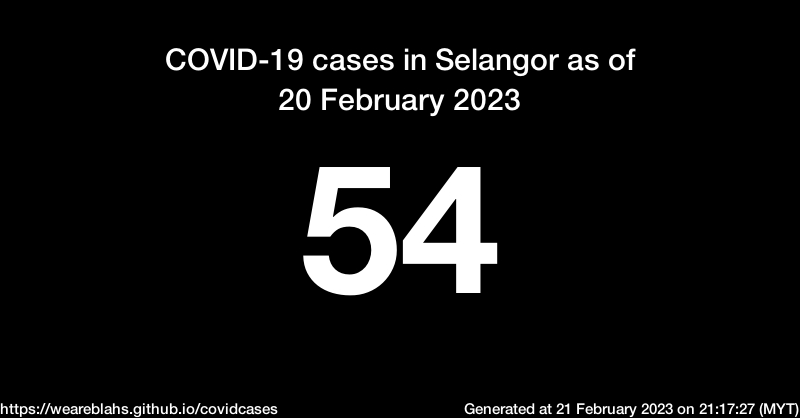 COVID-19 cases in Selangor as of
20 February 2023
54
https://weareblahs.github.io/covidcases
Generated at 21 February 2023 on 21:17:27 (MYT)